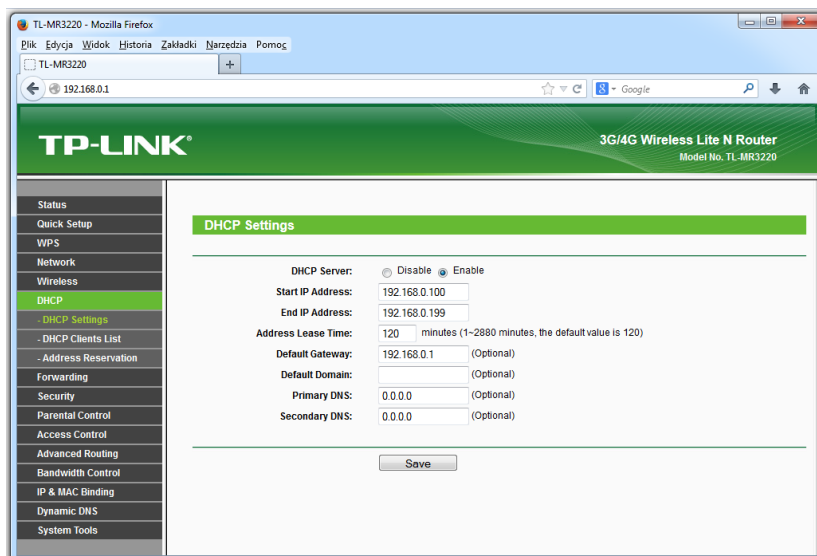 TL-MR3220 - Mozilla Firefox
Plik Edycja Widok Historia Zakładki Narzędzia Pomoc
TL-MR3220 +
192.168.0.1
8 Google
TP-LINK®
3G/4G Wireless Lite N Router
Model No. TL-MR3220
Status
Quick Setup
WPS
Network
Wireless
DHCP
- DHCP Settings
- DHCP Clients List
- Address Reservation
Forwarding
Security
Parental Control
Access Control
Advanced Routing
Bandwidth Control
IP & MAC Binding
Dynamic DNS
System Tools
DHCP Settings
DHCP Server: Disable Enable
Start IP Address: 192.168.0.100
End IP Address: 192.168.0.199
Address Lease Time: 120 minutes (1~2880 minutes, the default value is 120)
Default Gateway: 192.168.0.1 (Optional)
Default Domain: (Optional)
Primary DNS: 0.0.0.0 (Optional)
Secondary DNS: 0.0.0.0 (Optional)
Save